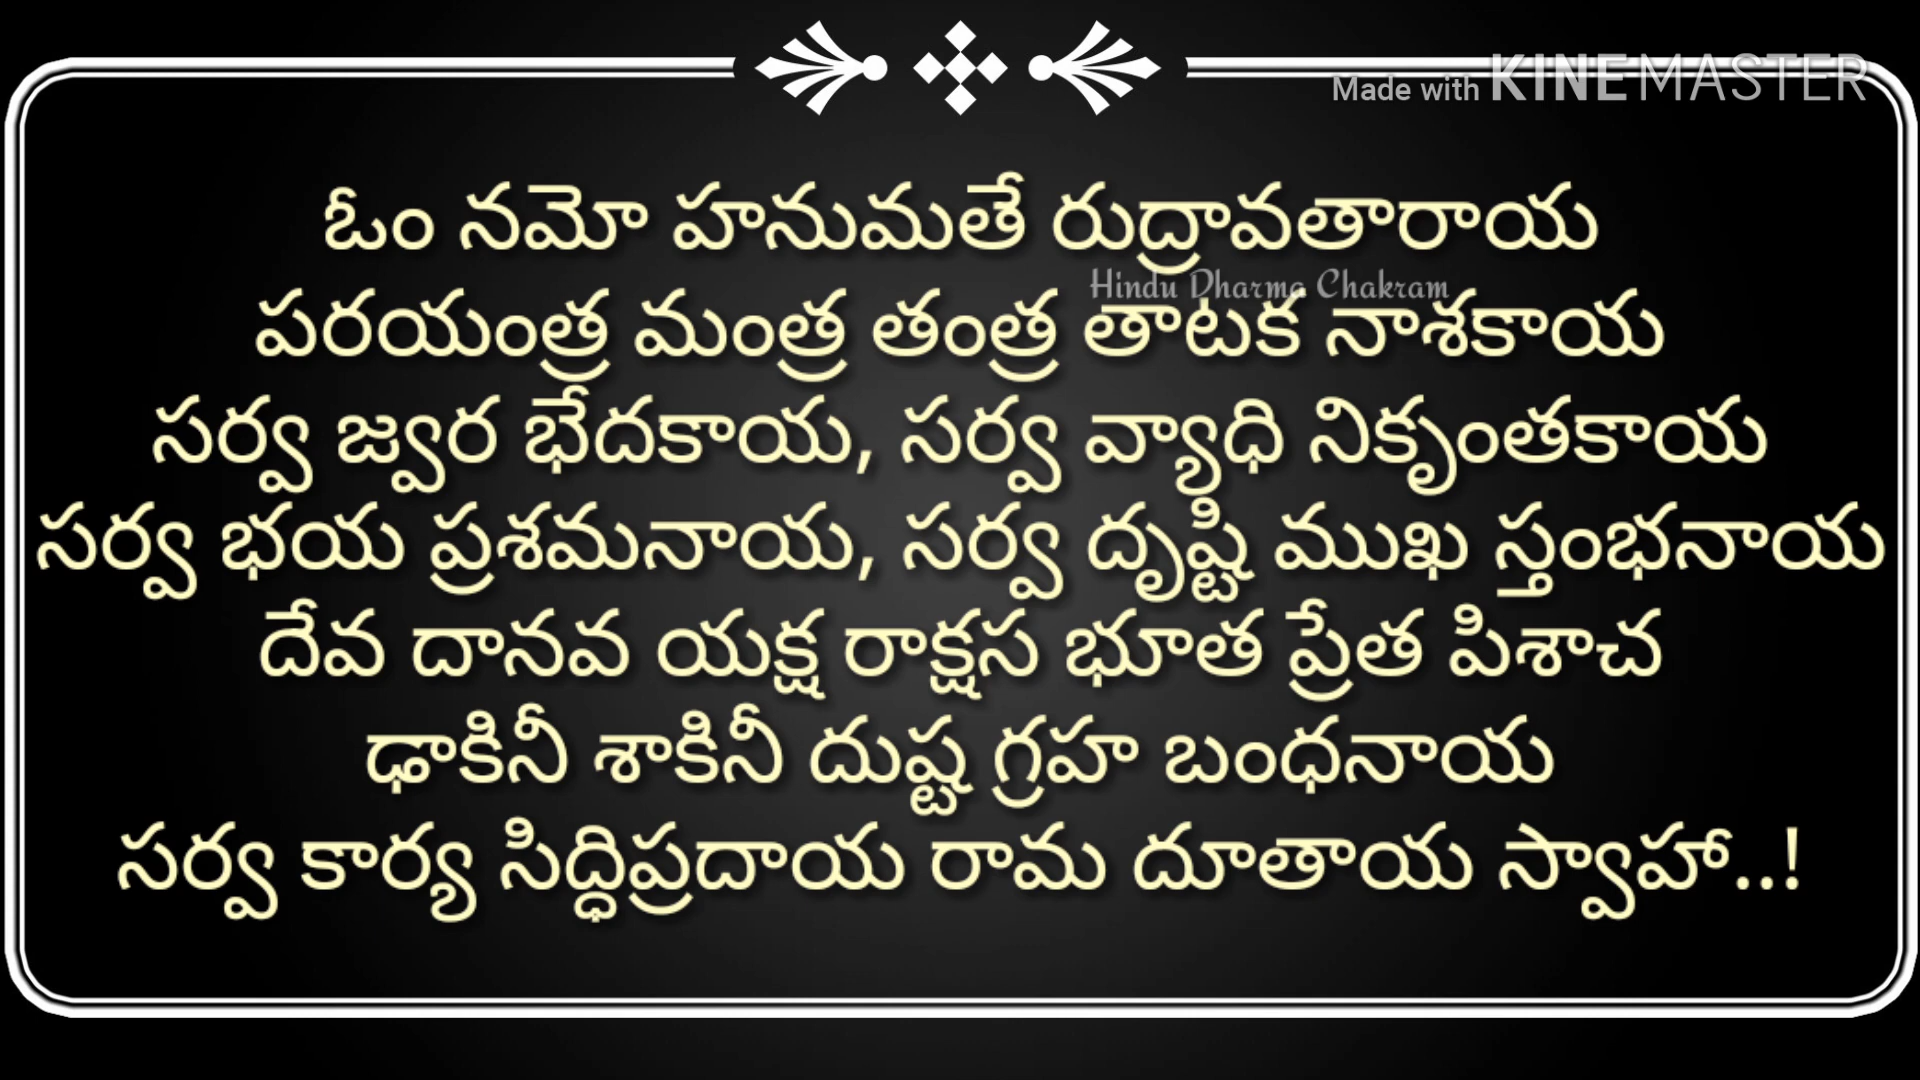 Made with KINEMASTER
ఓం నమో హనుమతే రుద్రావతారాయ
Hindu Dharma Chakram
పరయంత్ర మంత్ర తంత్ర తాటక నాశకాయ
సర్వ జ్వర భేదకాయ, సర్వ వ్యాధి నికృంతకాయ
సర్వ భయ ప్రశమనాయ, సర్వ దృష్టి ముఖ స్తంభనాయ
దేవ దానవ యక్ష రాక్షస భూత ప్రేత పిశాచ
ఢాకినీ శాకినీ దుష్ట గ్రహ బంధనాయ
సర్వ కార్య సిద్ధిప్రదాయ రామ దూతాయ స్వాహా..!